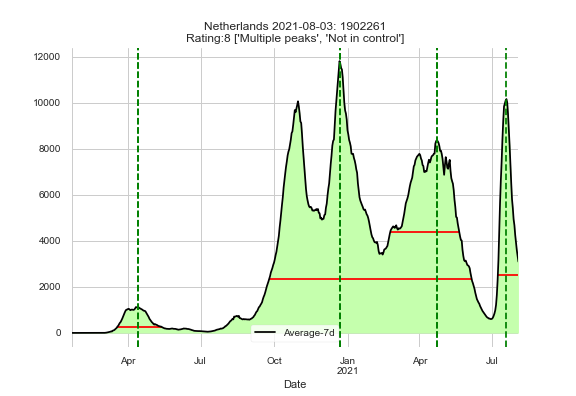 Netherlands 2021-08-03: 1902261
Rating:8 ['Multiple peaks', 'Not in control']
12000
10000
8000
6000
4000
2000
0
Average-7d
Apr Jul Oct Jan Apr Jul
2021
Date